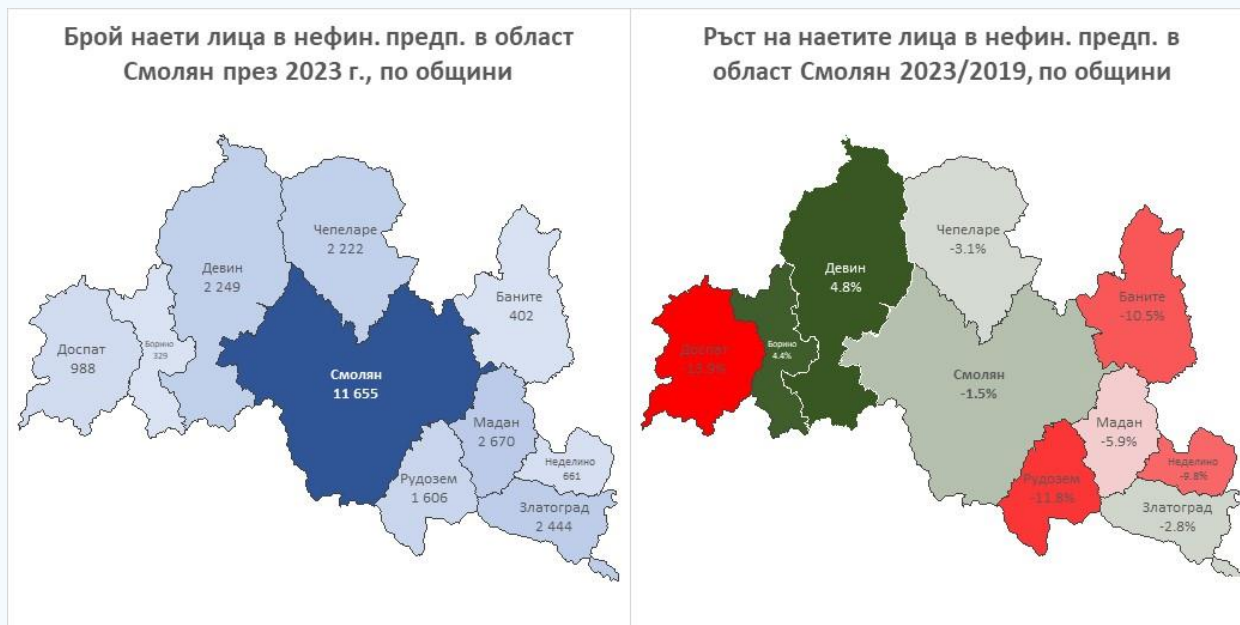 Брой наети лица в нефин. предп. в област
Смолян през 2023 г., по общини
Чепеларе
2 222
Девин
2 249
Баните
402
Борино
329
Доспат
988
Смолян
11 655
Мадан
2 670
Неделино
661
Рудозем
1 606
Златоград
2 444
Ръст на наетите лица в нефин. предп. в
област Смолян 2023/2019, по общини
Чепеларе
-3.1%
Девин
4.8%
Баните
-10.5%
Борино
4.4%
Доспат
-13.9%
Смолян
-1.5%
Мадан
-5.9%
Неделино
-9.8%
Рудозем
-11.8%
Златоград
-2.8%